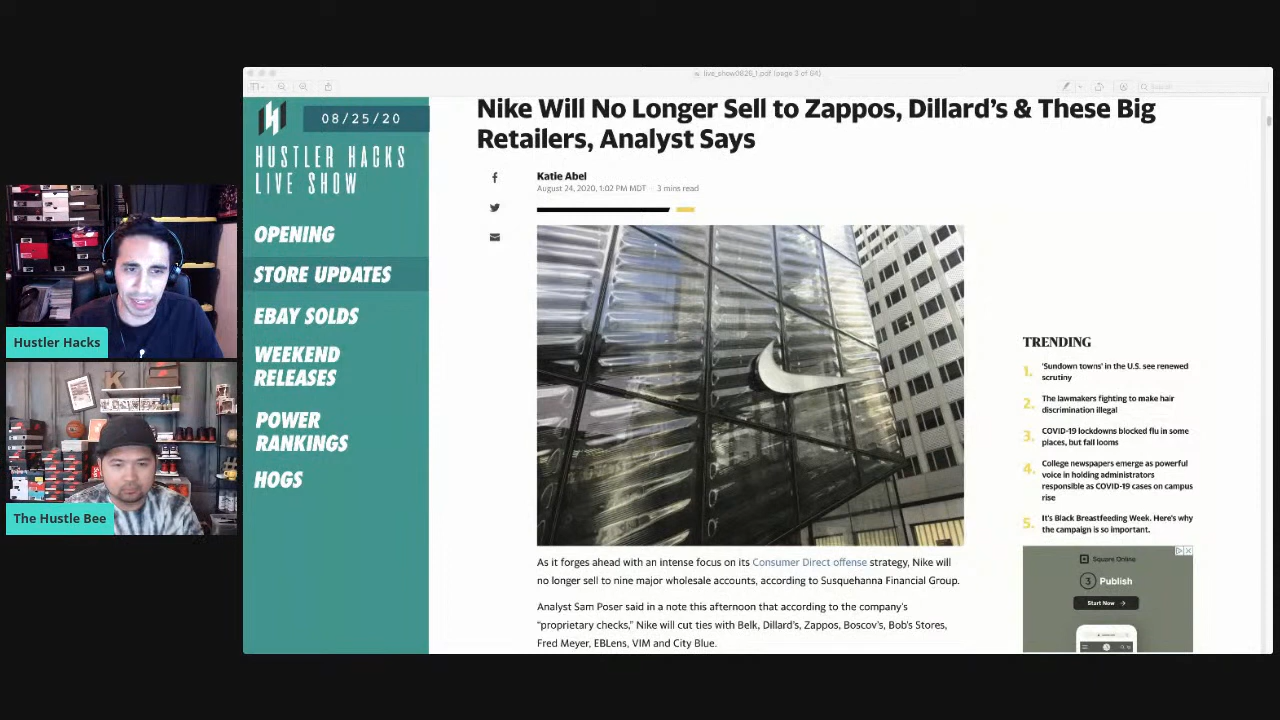 live_show0826_1.pdf (page 3 of 64)
08/25/20
HUSTLER HACKS
LIVE SHOW
OPENING
STORE UPDATES
EBAY SOLDS
WEEKEND
RELEASES
POWER
RANKINGS
HOGS
Hustler Hacks
The Hustle Bee
Nike Will No Longer Sell to Zappos, Dillard's & These Big
Retailers, Analyst Says
Katie Abel
August 24, 2020, 1:02 PM MDT · 3 mins read
As it forges ahead with an intense focus on its Consumer Direct offense strategy, Nike will
no longer sell to nine major wholesale accounts, according to Susquehanna Financial Group.
Analyst Sam Poser said in a note this afternoon that according to the company's
“proprietary checks,” Nike will cut ties with Belk, Dillard's, Zappos, Boscov's, Bob's Stores,
Fred Meyer, EBLens, VIM and City Blue.
TRENDING
1. 'Sundown towns' in the U.S. see renewed
scrutiny
2. The lawmakers fighting to make hair
discrimination illegal
3. COVID-19 lockdowns blocked flu in some
places, but fall looms
4. College newspapers emerge as powerful
voice in holding administrators
responsible as COVID-19 cases on campus
rise
5. It's Black Breastfeeding Week. Here's why
the campaign is so important.
Square Online
3 Publish
Start Now →